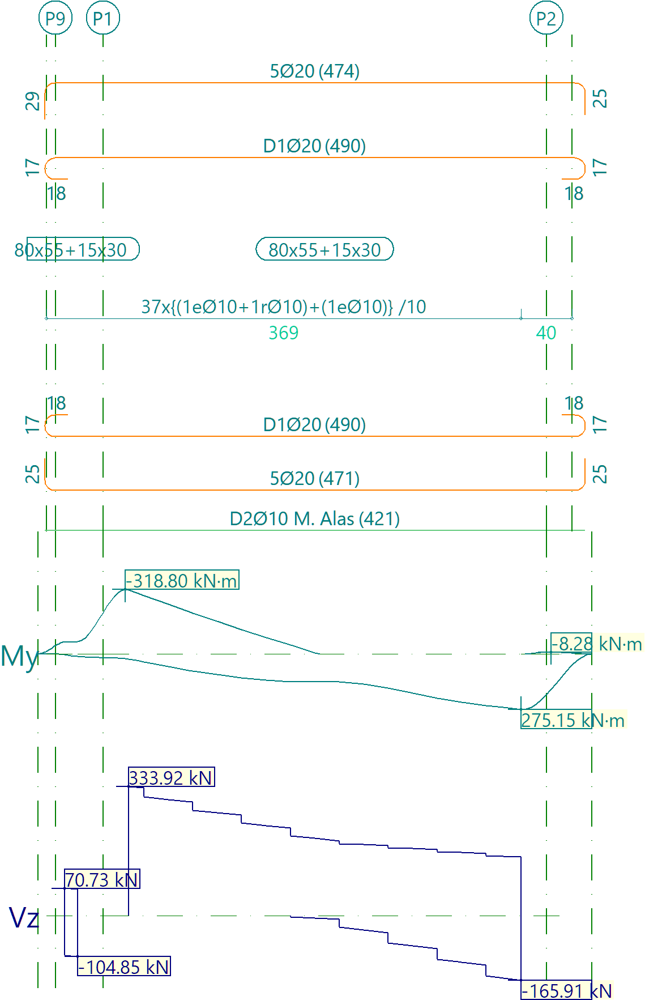 P9 P1 P2
5Ø20 (474)
29 25
D1Ø20 (490)
17 17
18 18
80x55+15x30 80x55+15x30
37x{(1eØ10+1rØ10)+(1eØ10)} /10
369 40
18 18
17 D1Ø20 (490) 17
25 5Ø20 (471) 25
D2Ø10 M. Alas (421)
-318.80 kN·m
My -8.28 kN·m
275.15 kN·m
333.92 kN
70.73 kN
Vz
-104.85 kN
-165.91 kN